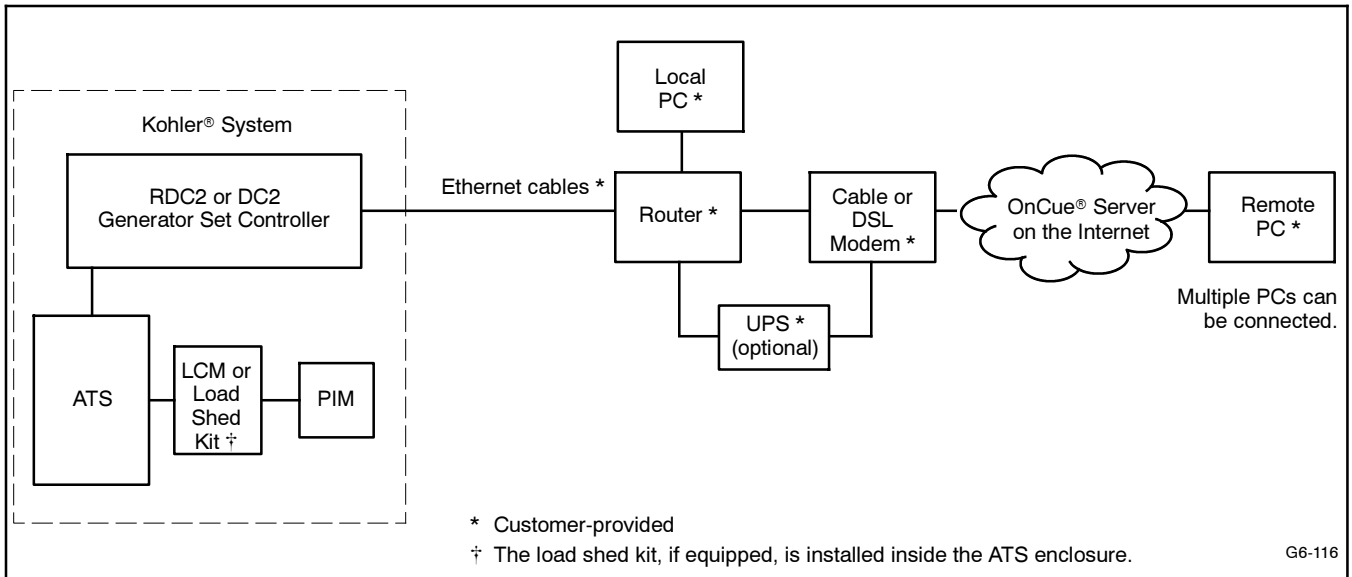 Local
PC *
Kohler® System
RDC2 or DC2
Generator Set Controller
Ethernet cables *
Router *
Cable or
DSL
Modem *
OnCue® Server
on the Internet
Remote
PC *
Multiple PCs can
be connected.
UPS *
(optional)
ATS
LCM or
Load
Shed
Kit †
PIM
* Customer-provided
† The load shed kit, if equipped, is installed inside the ATS enclosure.
G6-116